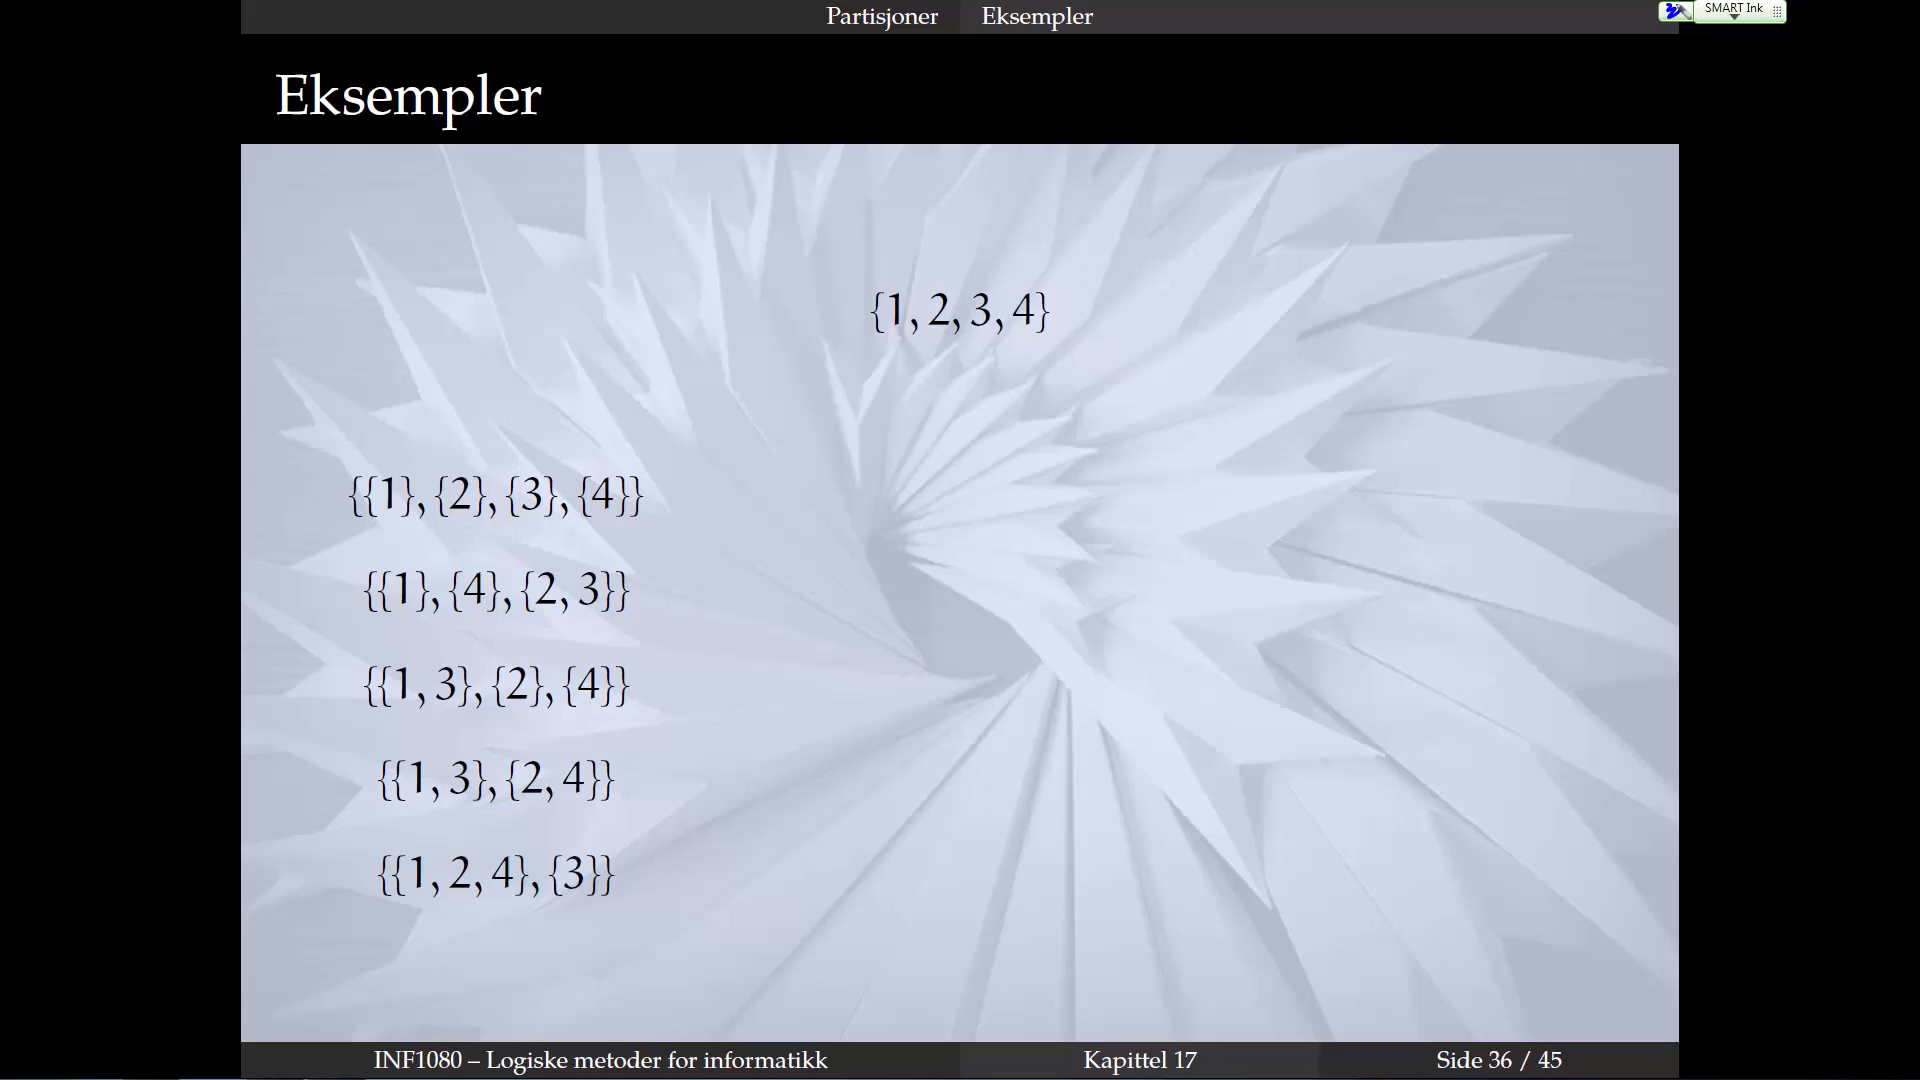 Partisjoner Eksempler
SMART Ink
Eksempler
{1, 2, 3, 4}
{{1}, {2}, {3}, {4}}
{{1}, {4}, {2, 3}}
{{1, 3}, {2}, {4}}
{{1, 3}, {2, 4}}
{{1, 2, 4}, {3}}
INF1080 – Logiske metoder for informatikk Kapittel 17 Side 36 / 45